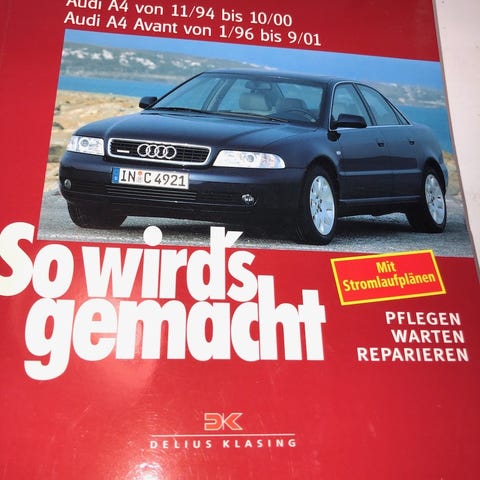 Audi A4 von 11/94 bis 10/00
Audi A4 Avant von 1/96 bis 9/01
IN C 4921
So wird's
gemacht
Mit
Stromlaufplänen
PFLEGEN
WARTEN
REPARIEREN
DK
DELIUS KLASING